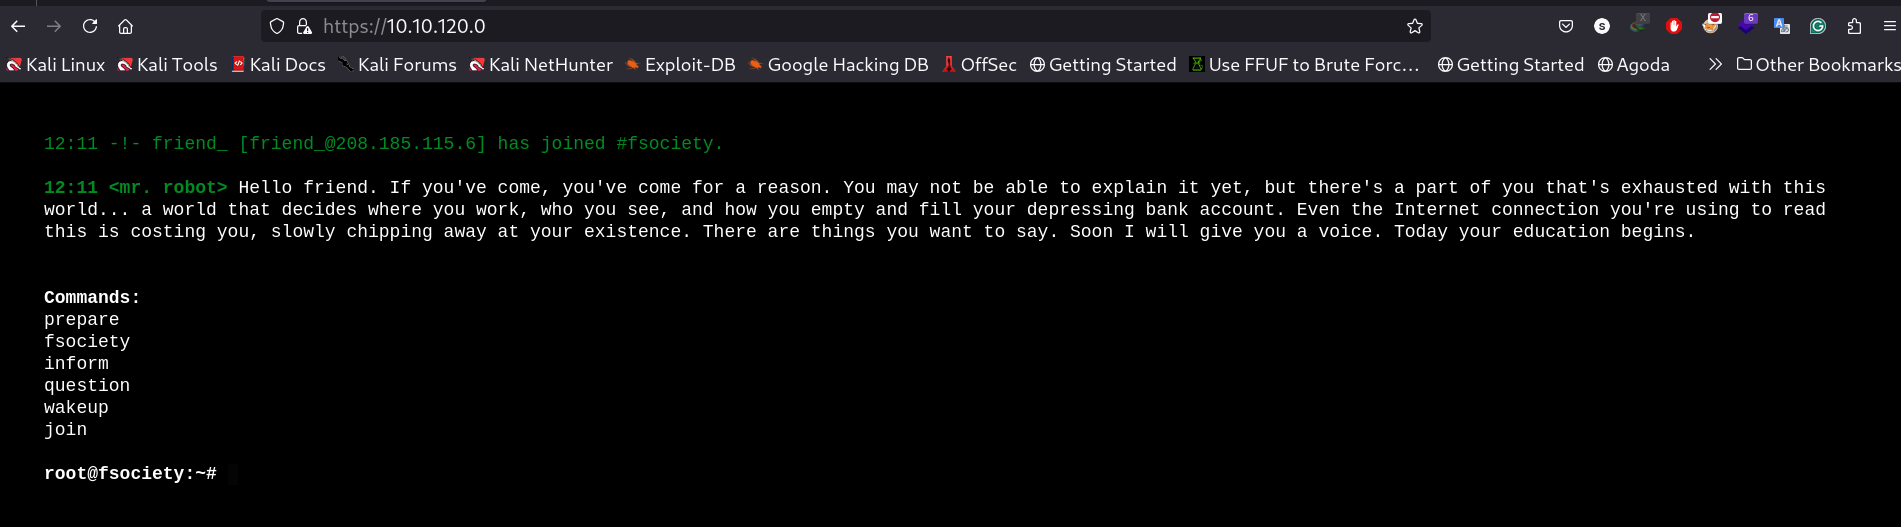 https://10.10.120.0
X
6
Kali Linux Kali Tools Kali Docs Kali Forums Kali NetHunter Exploit-DB Google Hacking DB OffSec Getting Started Use FFUF to Brute Forc... Getting Started Agoda Other Bookmarks
12:11 -!- friend_ [friend_@208.185.115.6] has joined #fsociety.
12:11 <mr. robot> Hello friend. If you've come, you've come for a reason. You may not be able to explain it yet, but there's a part of you that's exhausted with this
world... a world that decides where you work, who you see, and how you empty and fill your depressing bank account. Even the Internet connection you're using to read
this is costing you, slowly chipping away at your existence. There are things you want to say. Soon I will give you a voice. Today your education begins.
Commands:
prepare
fsociety
inform
question
wakeup
join
root@fsociety:~#